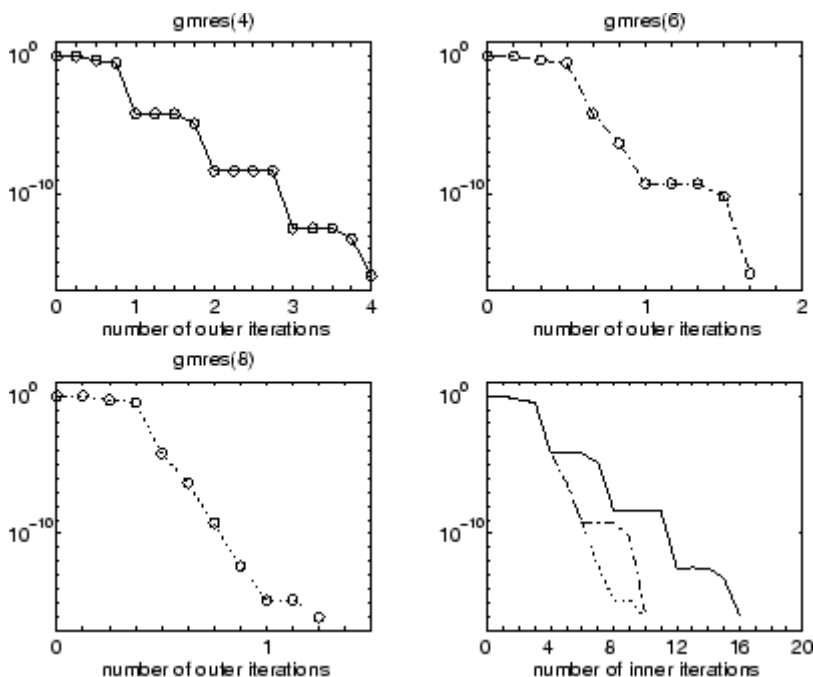 gmres(4)
10^0
10^-10
0 1 2 3 4
number of outer iterations
gmres(6)
10^0
10^-10
0 1 2
number of outer iterations
gmres(8)
10^0
10^-10
0 1
number of outer iterations
10^0
10^-10
0 4 8 12 16 20
number of inner iterations